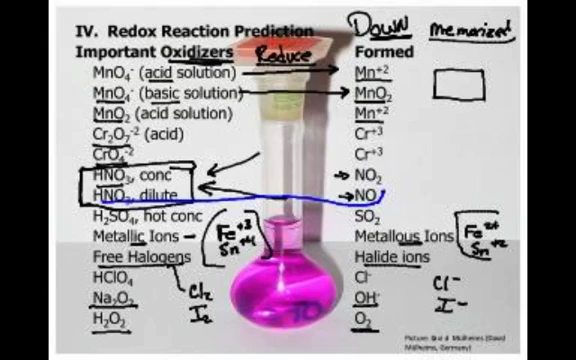 IV. Redox Reaction Prediction DOWN memorized
Important Oxidizers Reduce Formed
MnO₄⁻ (acid solution) Mn⁺²
MnO₄⁻ (basic solution) MnO₂
MnO₂ (acid solution) Mn⁺²
Cr₂O₇⁻² (acid) Cr⁺³
CrO₄⁻² Cr⁺³
HNO₃, conc NO₂
HNO₃, dilute NO
H₂SO₄, hot conc SO₂
Metallic Ions – Fe⁺³ Sn⁺⁴ Metallous Ions Fe²⁺ Sn⁺²
Free Halogens Halide ions
HClO₄ Cl⁻
Na₂O₂ Cl₂ OH⁻ Cl⁻
H₂O₂ I₂ O₂ I⁻
Mülheims, Germany)